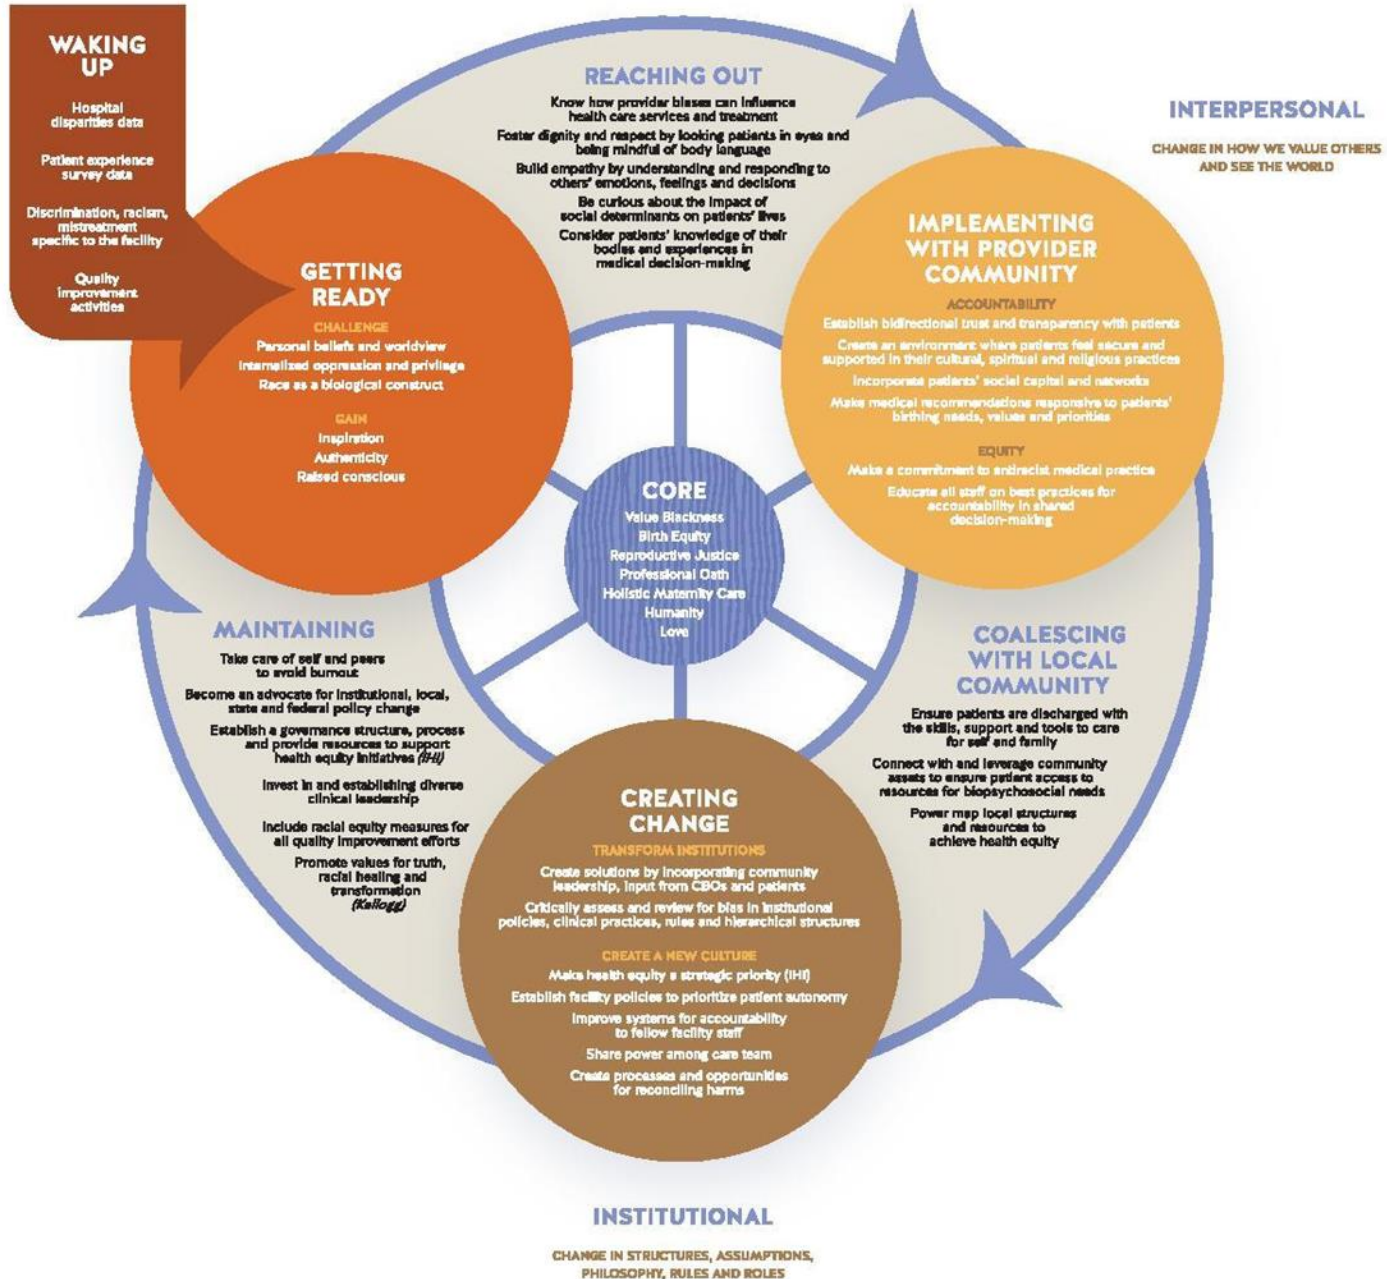 WAKING
UP
Hospital
disparities data
Patient experience
survey data
Discrimination, racism,
mistreatment
specific to the facility
Quality
improvement
activities
GETTING
READY
CHALLENGE
Personal beliefs and worldview
Internalized oppression and privilege
Race as a biological construct
GAIN
Inspiration
Authenticity
Raised conscious
REACHING OUT
Know how provider biases can influence
health care services and treatment
Foster dignity and respect by looking patients in eyes and
being mindful of body language
Build empathy by understanding and responding to
others' emotions, feelings and decisions
Be curious about the impact of
social determinants on patients' lives
Consider patients' knowledge of their
bodies and experiences in
medical decision-making
INTERPERSONAL
CHANGE IN HOW WE VALUE OTHERS
AND SEE THE WORLD
IMPLEMENTING
WITH PROVIDER
COMMUNITY
ACCOUNTABILITY
Establish bidirectional trust and transparency with patients
Create an environment where patients feel secure and
supported in their cultural, spiritual and religious practices
Incorporate patients' social capital and networks
Make medical recommendations responsive to patients'
birthing needs, values and priorities
EQUITY
Make a commitment to antiracist medical practice
Educate all staff on best practices for
accountability in shared
decision-making
CORE
Value Blackness
Birth Equity
Reproductive Justice
Professional Oath
Holistic Maternity Care
Humanity
Love
COALESCING
WITH LOCAL
COMMUNITY
Ensure patients are discharged with
the skills, support and tools to care
for self and family
Connect with and leverage community
assets to ensure patient access to
resources for biopsychosocial needs
Power map local structures
and resources to
achieve health equity
CREATING
CHANGE
TRANSFORM INSTITUTIONS
Create solutions by incorporating community
leadership, input from CBOs and patients
Critically assess and review for bias in institutional
policies, clinical practices, rules and hierarchical structures
CREATE A NEW CULTURE
Make health equity a strategic priority (IHI)
Establish facility policies to prioritize patient autonomy
Improve systems for accountability
to fellow facility staff
Share power among care team
Create processes and opportunities
for reconciling harms
MAINTAINING
Take care of self and peers
to avoid burnout
Become an advocate for institutional, local,
state and federal policy change
Establish a governance structure, process
and provide resources to support
health equity initiatives (IHI)
Invest in and establishing diverse
clinical leadership
Include racial equity measures for
all quality improvement efforts
Promote values for truth,
racial healing and
transformation
(Kellogg)
INSTITUTIONAL
CHANGE IN STRUCTURES, ASSUMPTIONS,
PHILOSOPHY, RULES AND ROLES